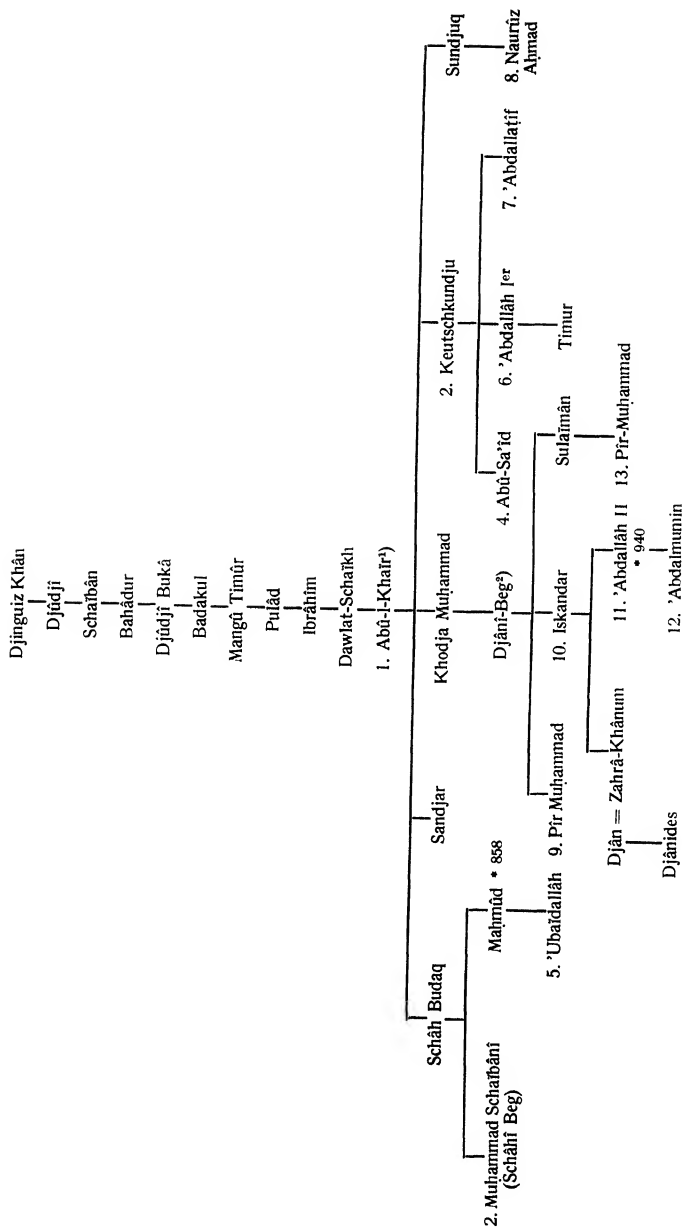 Djinguiz Khân
Djûdjî
Schaïbân
Bahâdur
Djûdjî Bukâ
Badakul
Mangû Timûr
Pulâd
Ibrâhîm
Dawlat-Schaïkh
1. Abû-l-Khaïr¹)
Schâh Budaq
Sandjar
Khodja Muḥammad
2. Keutschkundju
Sundjuq
2. Muḥammad Schaïbânî
(Schâhî Beg)
Maḥmûd * 858
Djânî-Beg²)
4. Abû-Sa'îd
6. 'Abdallâh Iᵉʳ
7. 'Abdallaṭîf
8. Naurûz
Aḥmad
5. 'Ubaïdallâh
9. Pîr Muḥammad
10. Iskandar
Sulaïmân
Timur
Djân = Zahrâ-Khânum
11. 'Abdallâh II
* 940
13. Pîr-Muḥammad
Djânides
12. 'Abdalmumin